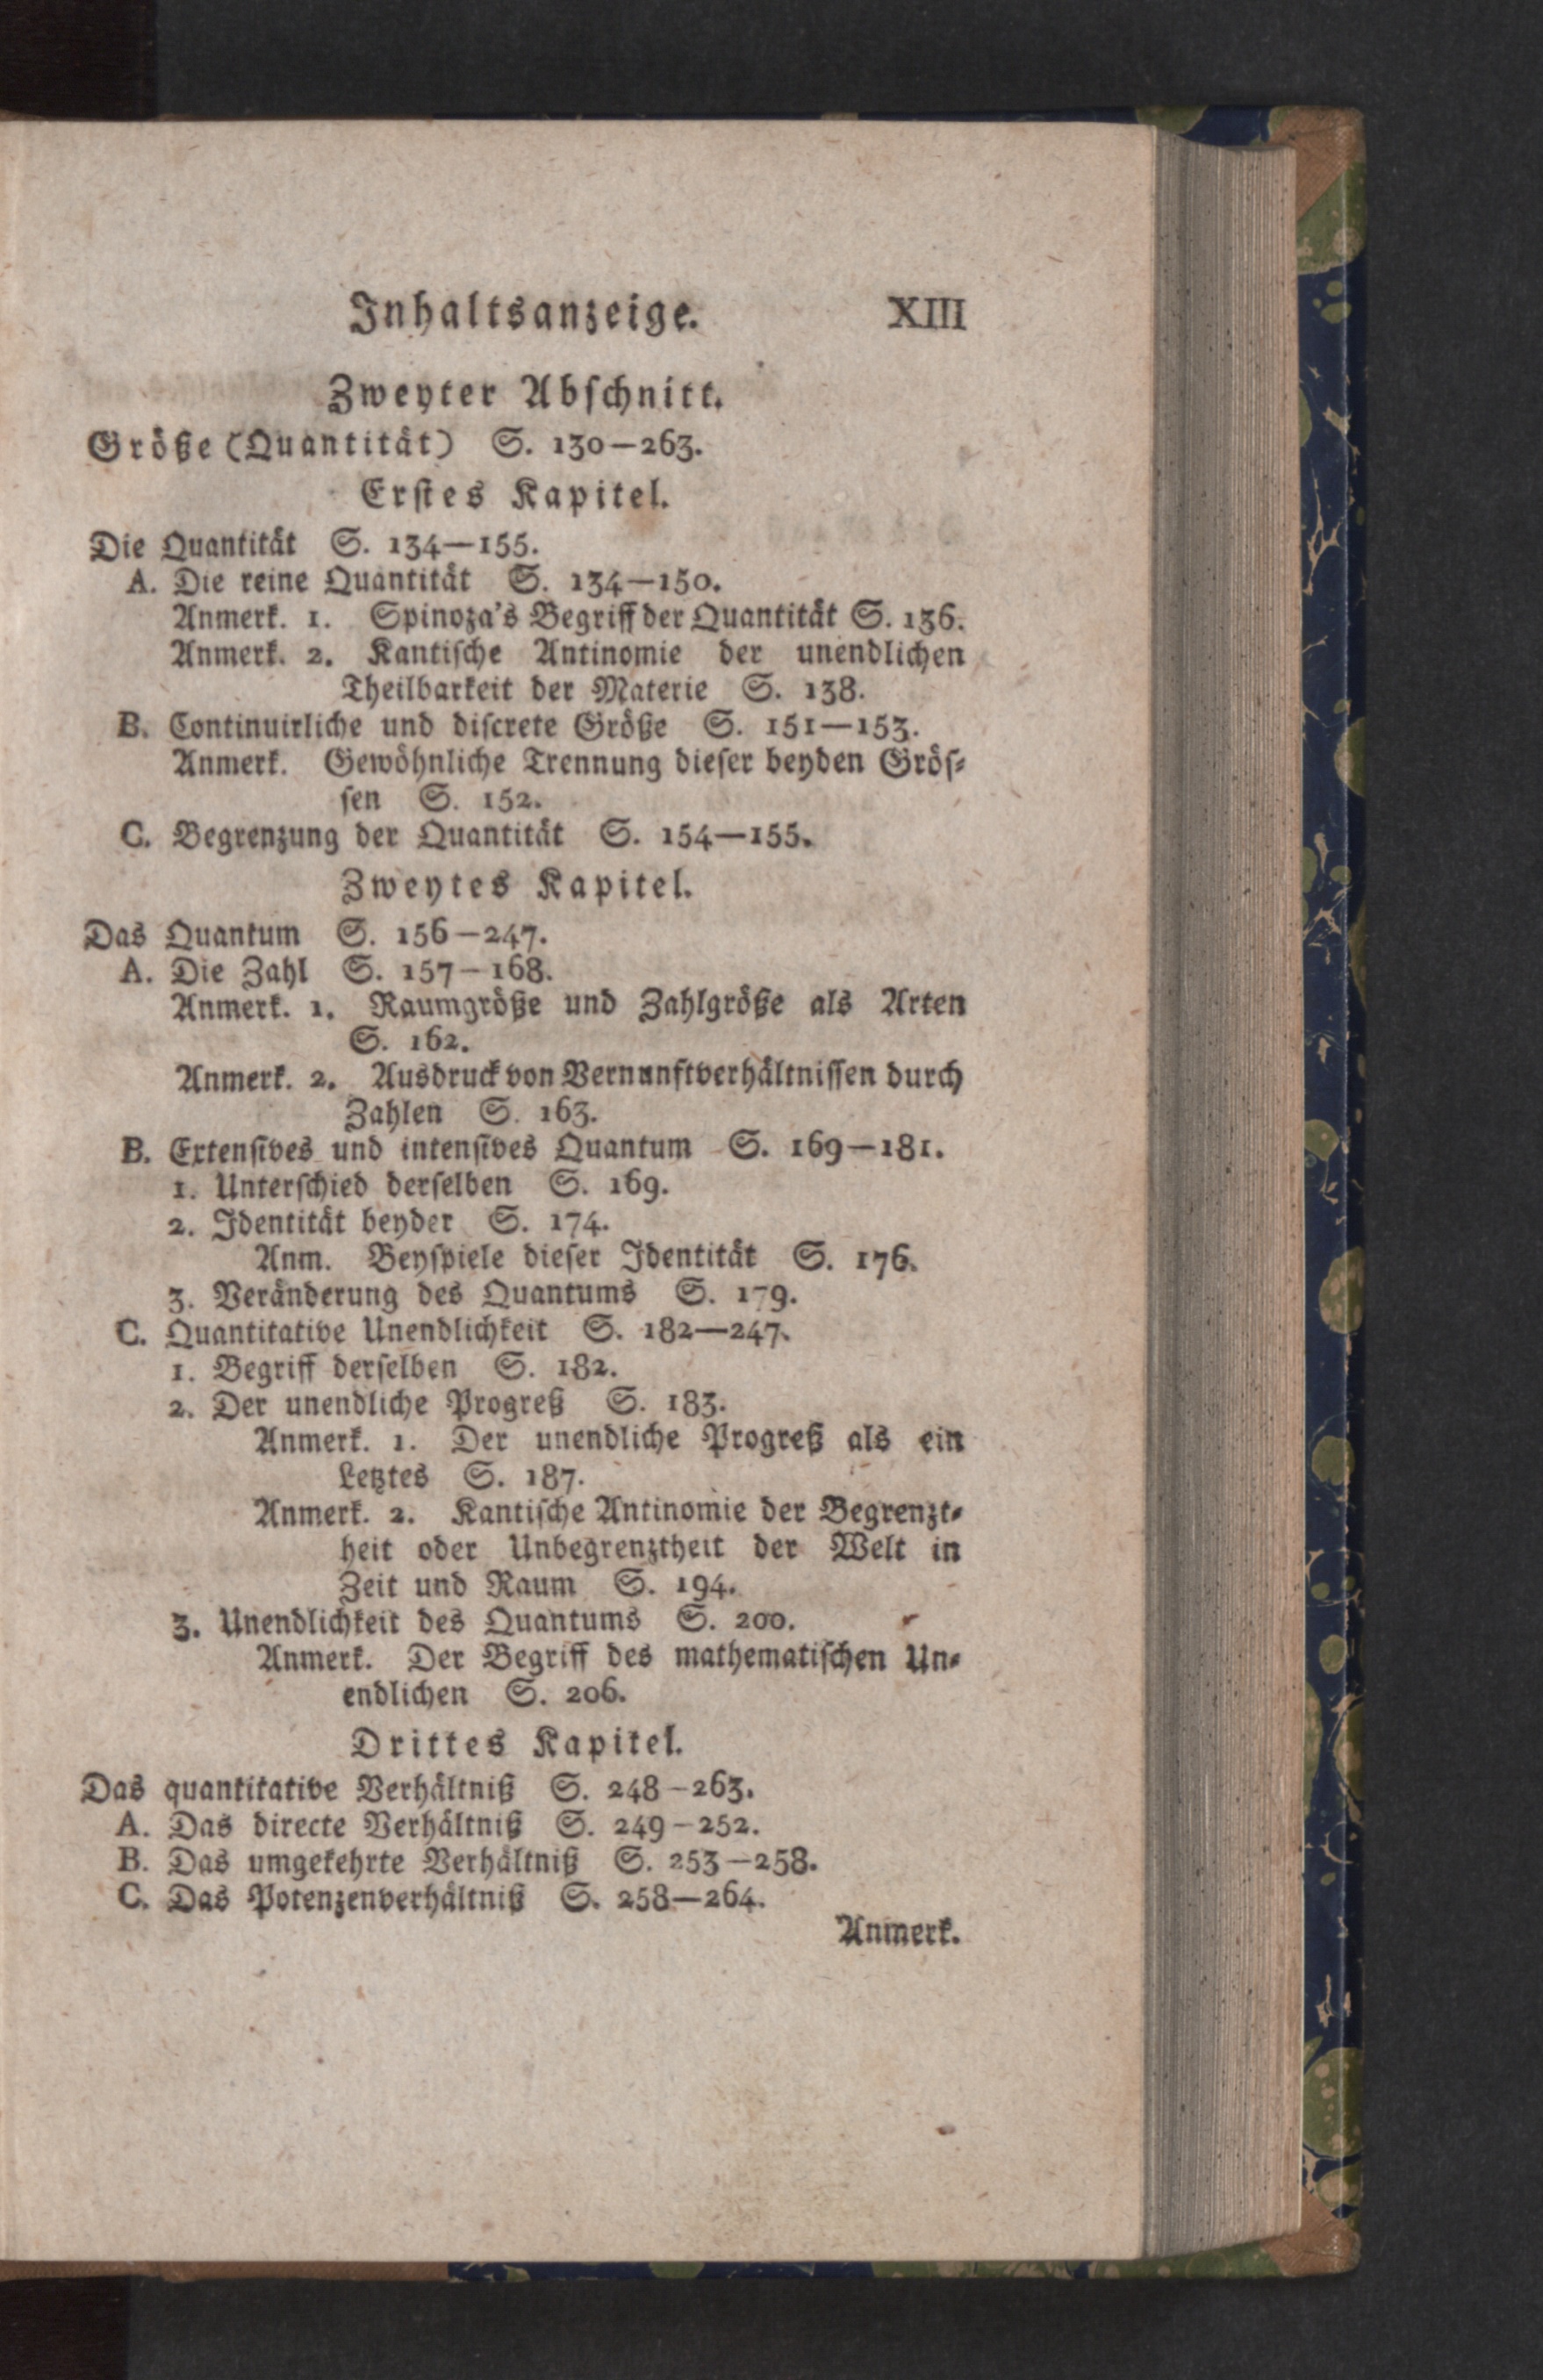 Inhaltsanzeige. XIII
Zweyter Abschnitt.
Größe (Quantität) S. 130—263.
Erstes Kapitel.
Die Quantität S. 134—155.
A. Die reine Quantität S. 134—150.
Anmerk. 1. Spinoza's Begriff der Quantität S. 136.
Anmerk. 2. Kantische Antinomie der unendlichen
Theilbarkeit der Materie S. 138.
B. Continuirliche und discrete Größe S. 151—153.
Anmerk. Gewöhnliche Trennung dieser beyden Grös-
sen S. 152.
C. Begrenzung der Quantität S. 154—155.
Zweytes Kapitel.
Das Quantum S. 156—247.
A. Die Zahl S. 157—168.
Anmerk. 1. Raumgröße und Zahlgröße als Arten
S. 162.
Anmerk. 2. Ausdruck von Vernunftverhältnissen durch
Zahlen S. 163.
B. Extensives und intensives Quantum S. 169—181.
1. Unterschied derselben S. 169.
2. Identität beyder S. 174.
Anm. Beyspiele dieser Identität S. 176.
3. Veränderung des Quantums S. 179.
C. Quantitative Unendlichkeit S. 182—247.
1. Begriff derselben S. 182.
2. Der unendliche Progreß S. 183.
Anmerk. 1. Der unendliche Progreß als ein
Letztes S. 187.
Anmerk. 2. Kantische Antinomie der Begrenzt-
heit oder Unbegrenztheit der Welt in
Zeit und Raum S. 194.
3. Unendlichkeit des Quantums S. 200.
Anmerk. Der Begriff des mathematischen Un-
endlichen S. 206.
Drittes Kapitel.
Das quantitative Verhältniß S. 248—263.
A. Das directe Verhältniß S. 249—252.
B. Das umgekehrte Verhältniß S. 253—258.
C. Das Potenzenverhältniß S. 258—264.
Anmerk.